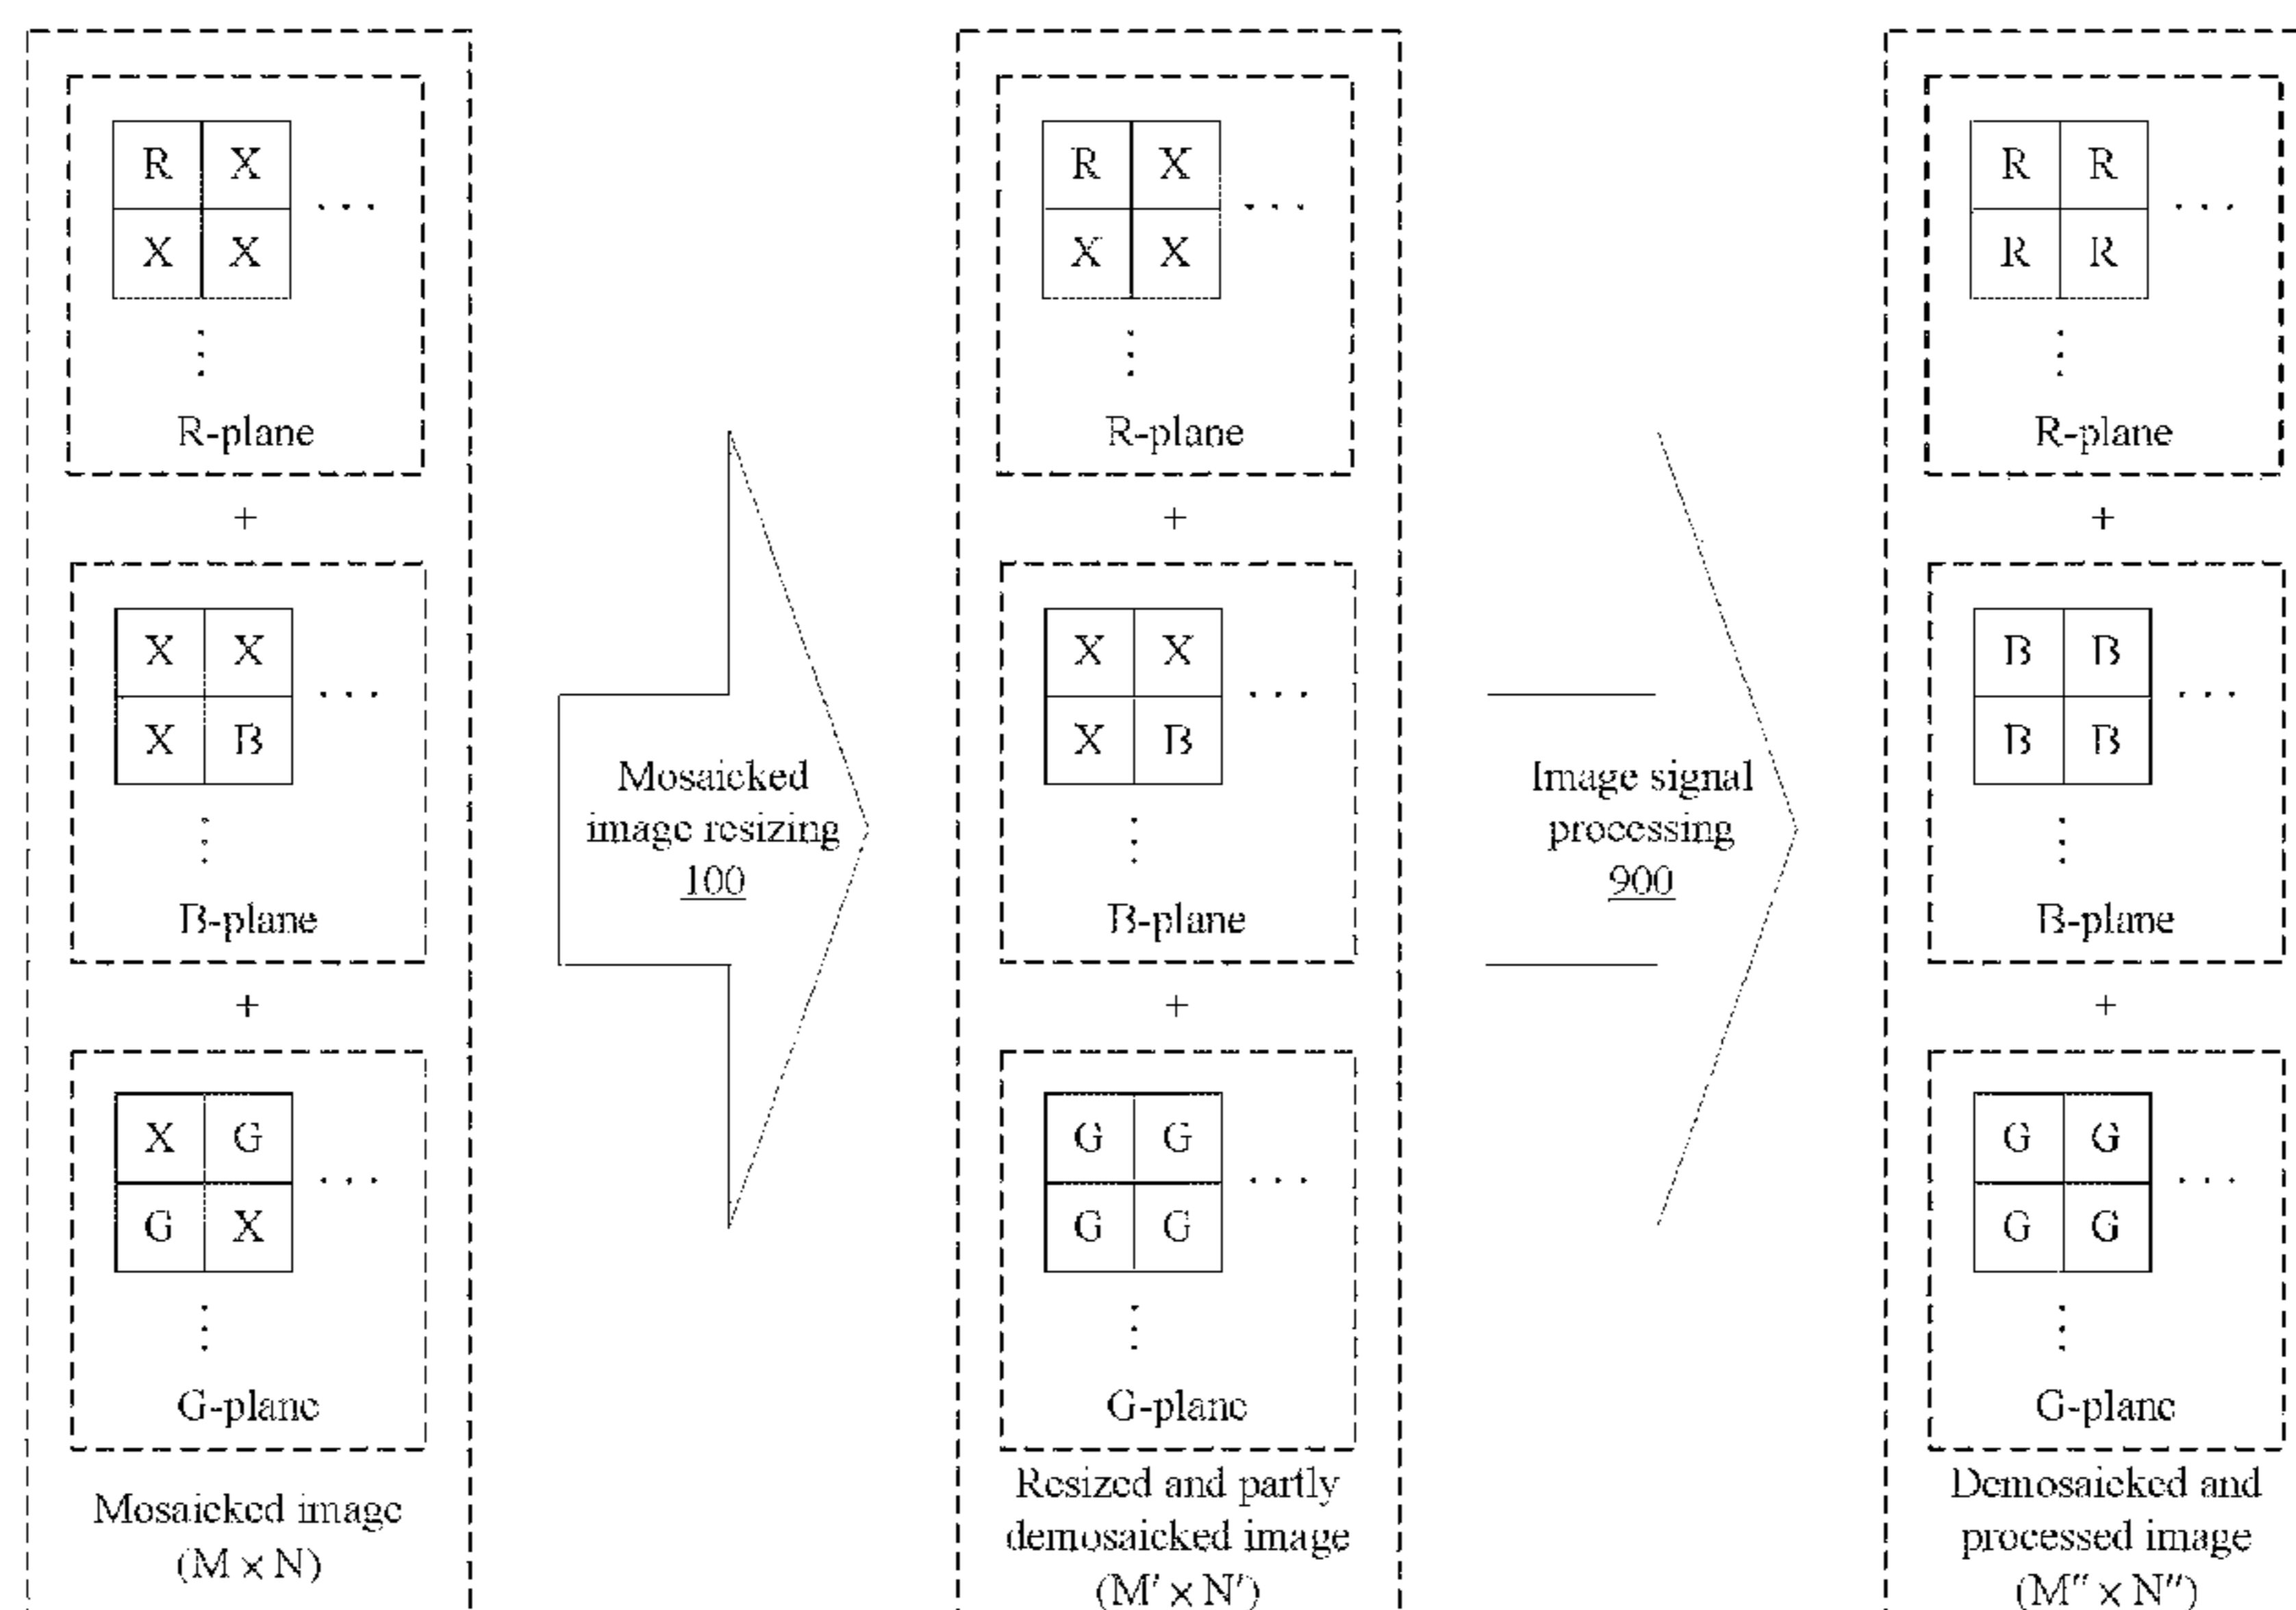 R X
X X
. . .
R-plane
+
X X
X B
. . .
B-plane
+
X G
G X
. . .
G-plane
Mosaicked image
(M × N)
Mosaicked
image resizing
100
R X
X X
. . .
R-plane
+
X X
X B
. . .
B-plane
+
G G
G G
. . .
G-plane
Resized and partly
demosaicked image
(M' × N')
Image signal
processing
900
R R
R R
. . .
R-plane
+
B B
B B
. . .
B-plane
+
G G
G G
. . .
G-plane
Demosaicked and
processed image
(M'' × N'')